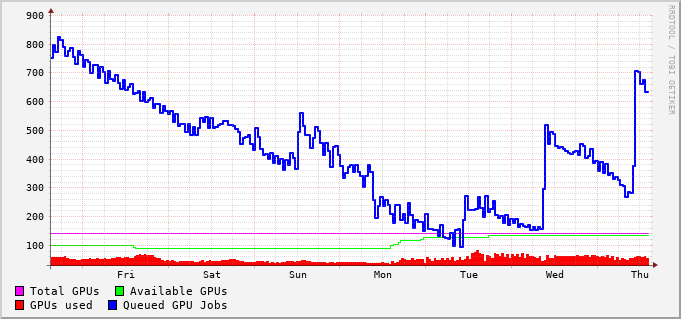 900
800
700
600
500
400
300
200
100
Fri Sat Sun Mon Tue Wed Thu
Total GPUs Available GPUs
GPUs used Queued GPU Jobs
RRDTOOL / TOBI OETIKER